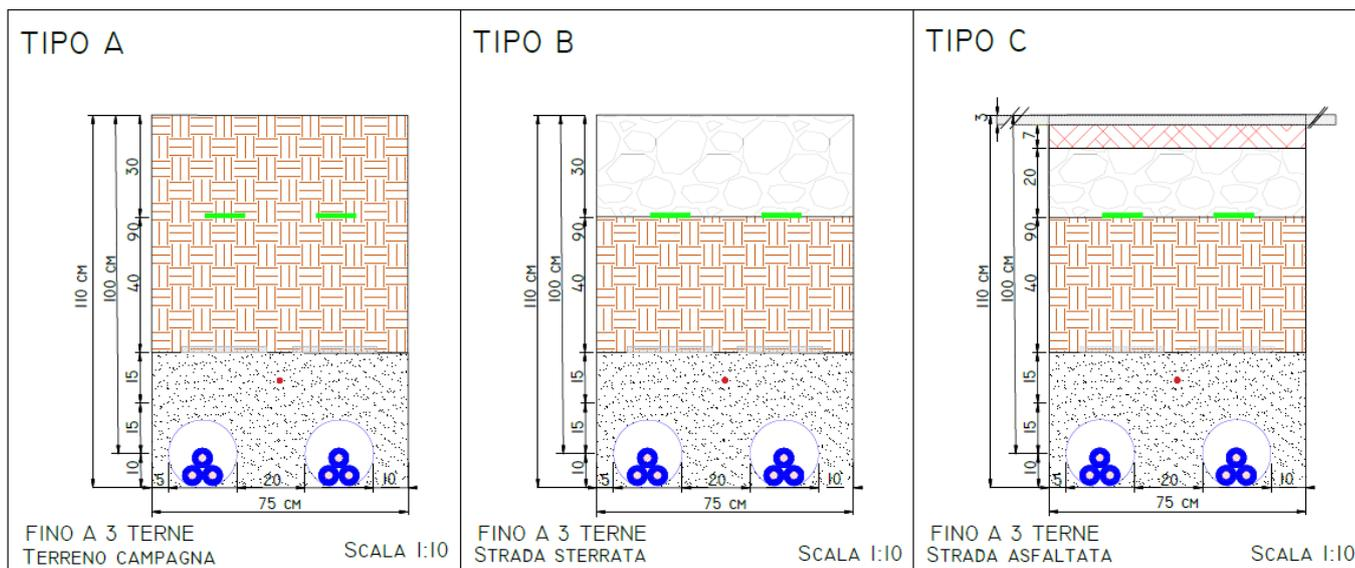 TIPO A
30
90
40
110 CM
100 CM
15
15
10
5
20
10
75 CM
FINO A 3 TERNE
TERRENO CAMPAGNA
SCALA 1:10
TIPO B
30
90
40
110 CM
100 CM
15
15
10
5
20
10
75 CM
FINO A 3 TERNE
STRADA STERRATA
SCALA 1:10
TIPO C
3
7
20
90
40
110 CM
100 CM
15
15
10
5
20
10
75 CM
FINO A 3 TERNE
STRADA ASFALTATA
SCALA 1:10